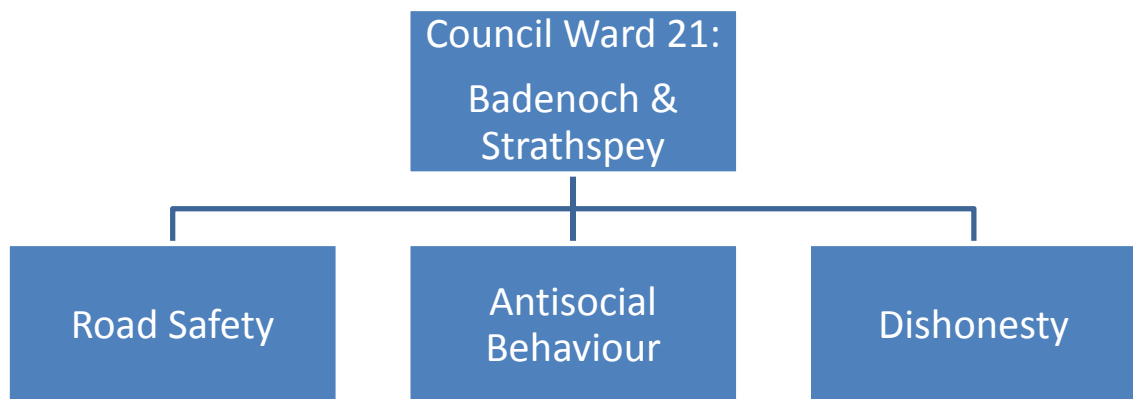 Council Ward 21:
Badenoch &
Strathspey
Road Safety
Antisocial
Behaviour
Dishonesty